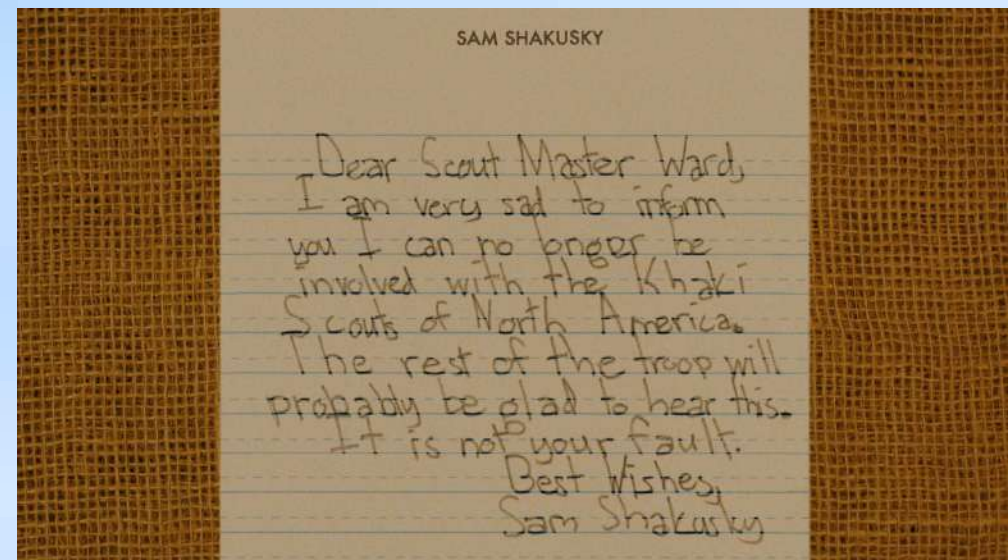 SAM SHAKUSKY
Dear Scout Master Ward,
I am very sad to inform
you I can no longer be
involved with the Khaki
Scouts of North America.
The rest of the troop will
probably be glad to hear this.
It is not your fault.
Best Wishes,
Sam Shakusky